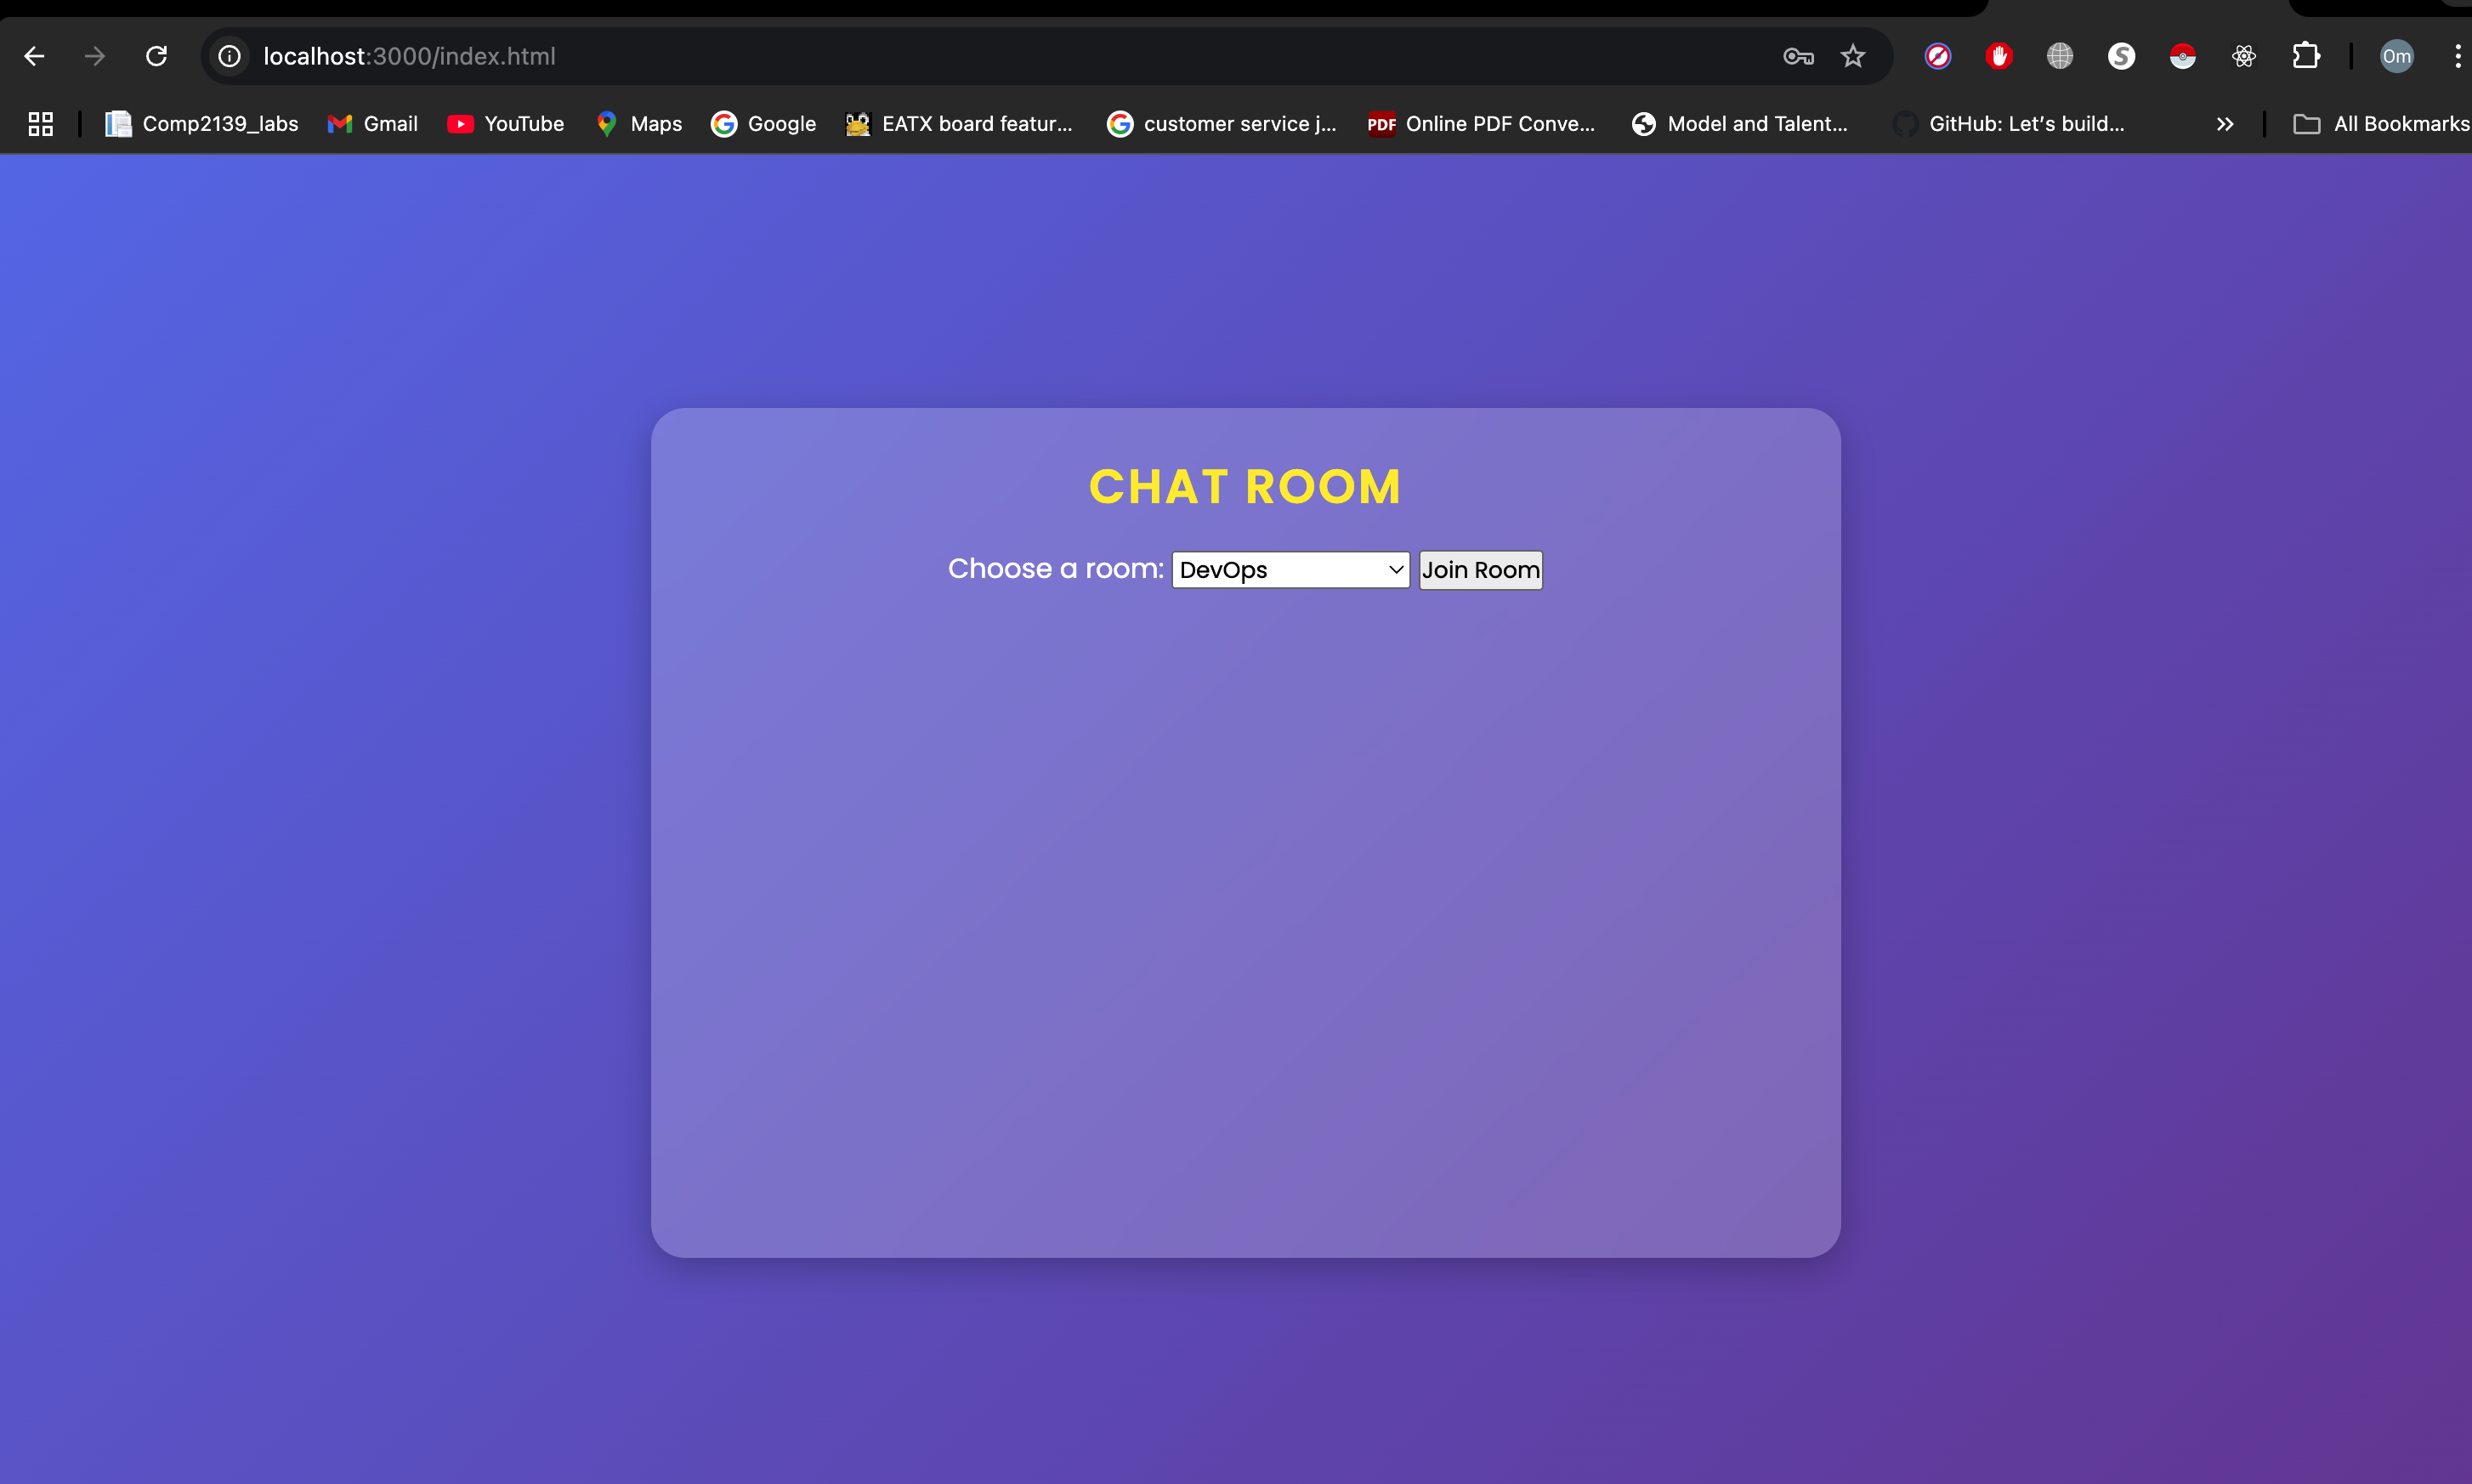 localhost:3000/index.html
Om
Comp2139_labs Gmail YouTube Maps Google EATX board featur... customer service j... PDF Online PDF Conve... Model and Talent... GitHub: Let's build... All Bookmarks
CHAT ROOM
Choose a room: DevOps Join Room